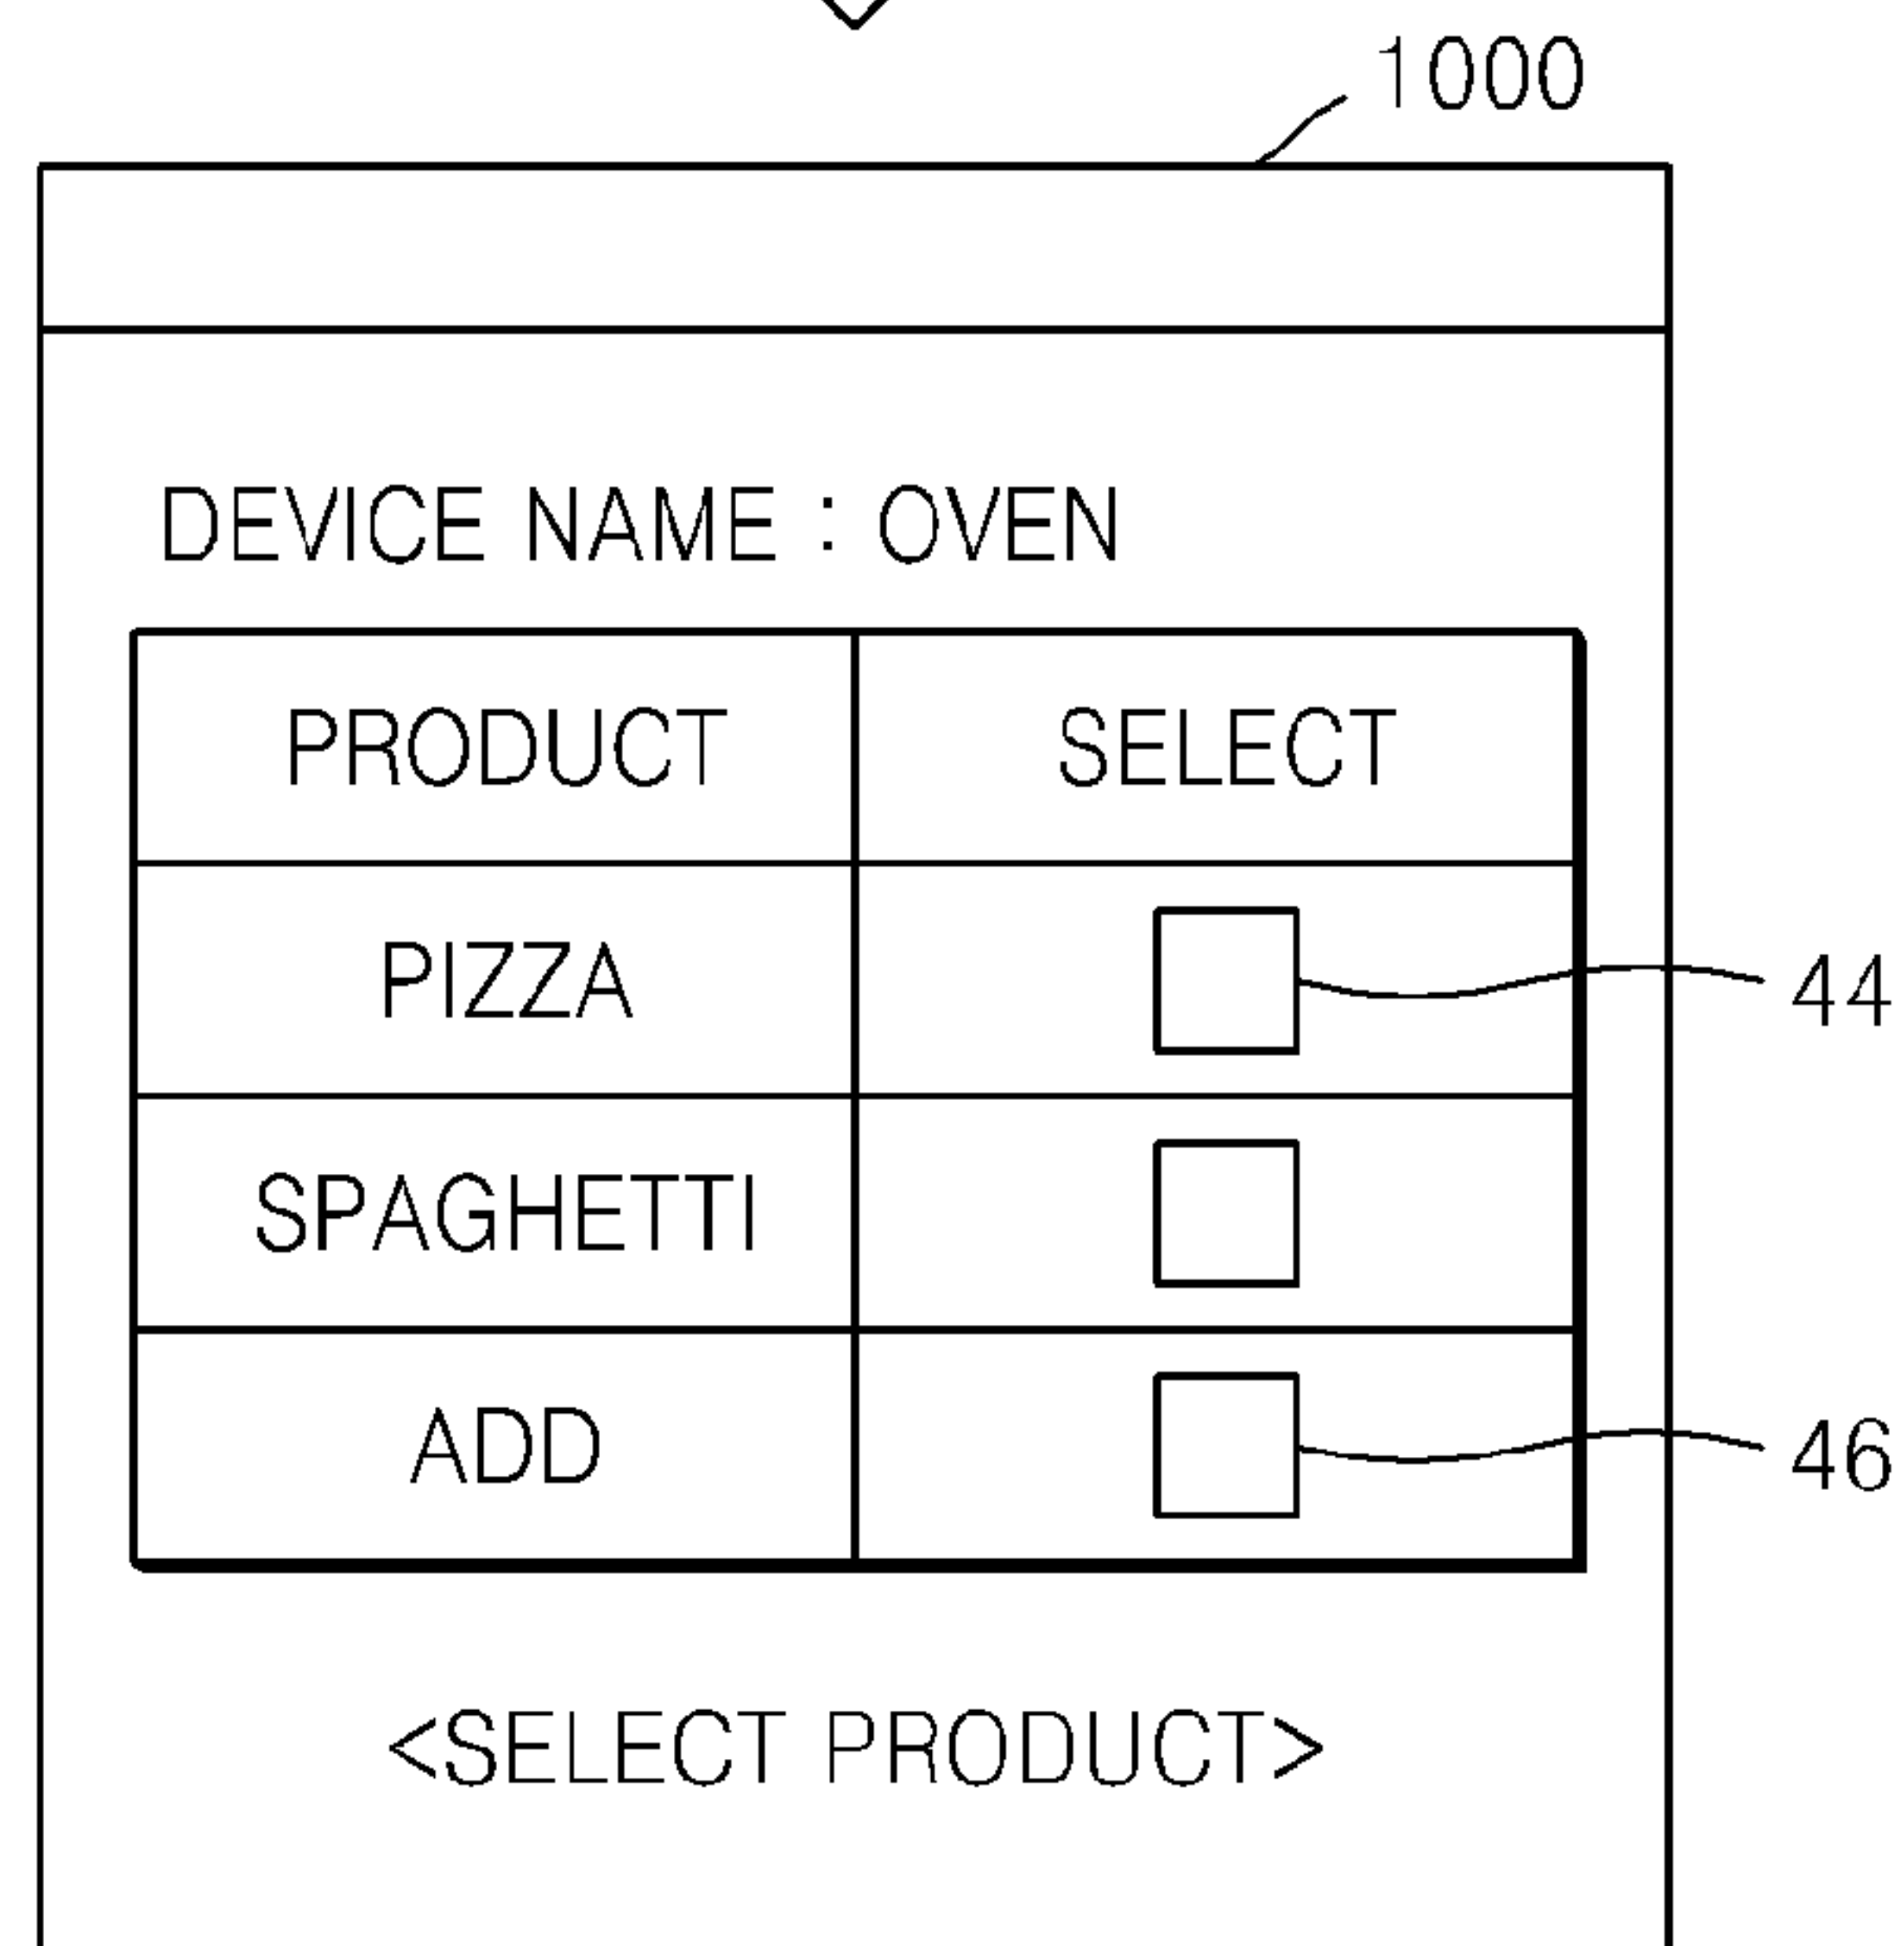 1000
DEVICE NAME : OVEN
PRODUCT SELECT
PIZZA 44
SPAGHETTI
ADD 46
<SELECT PRODUCT>